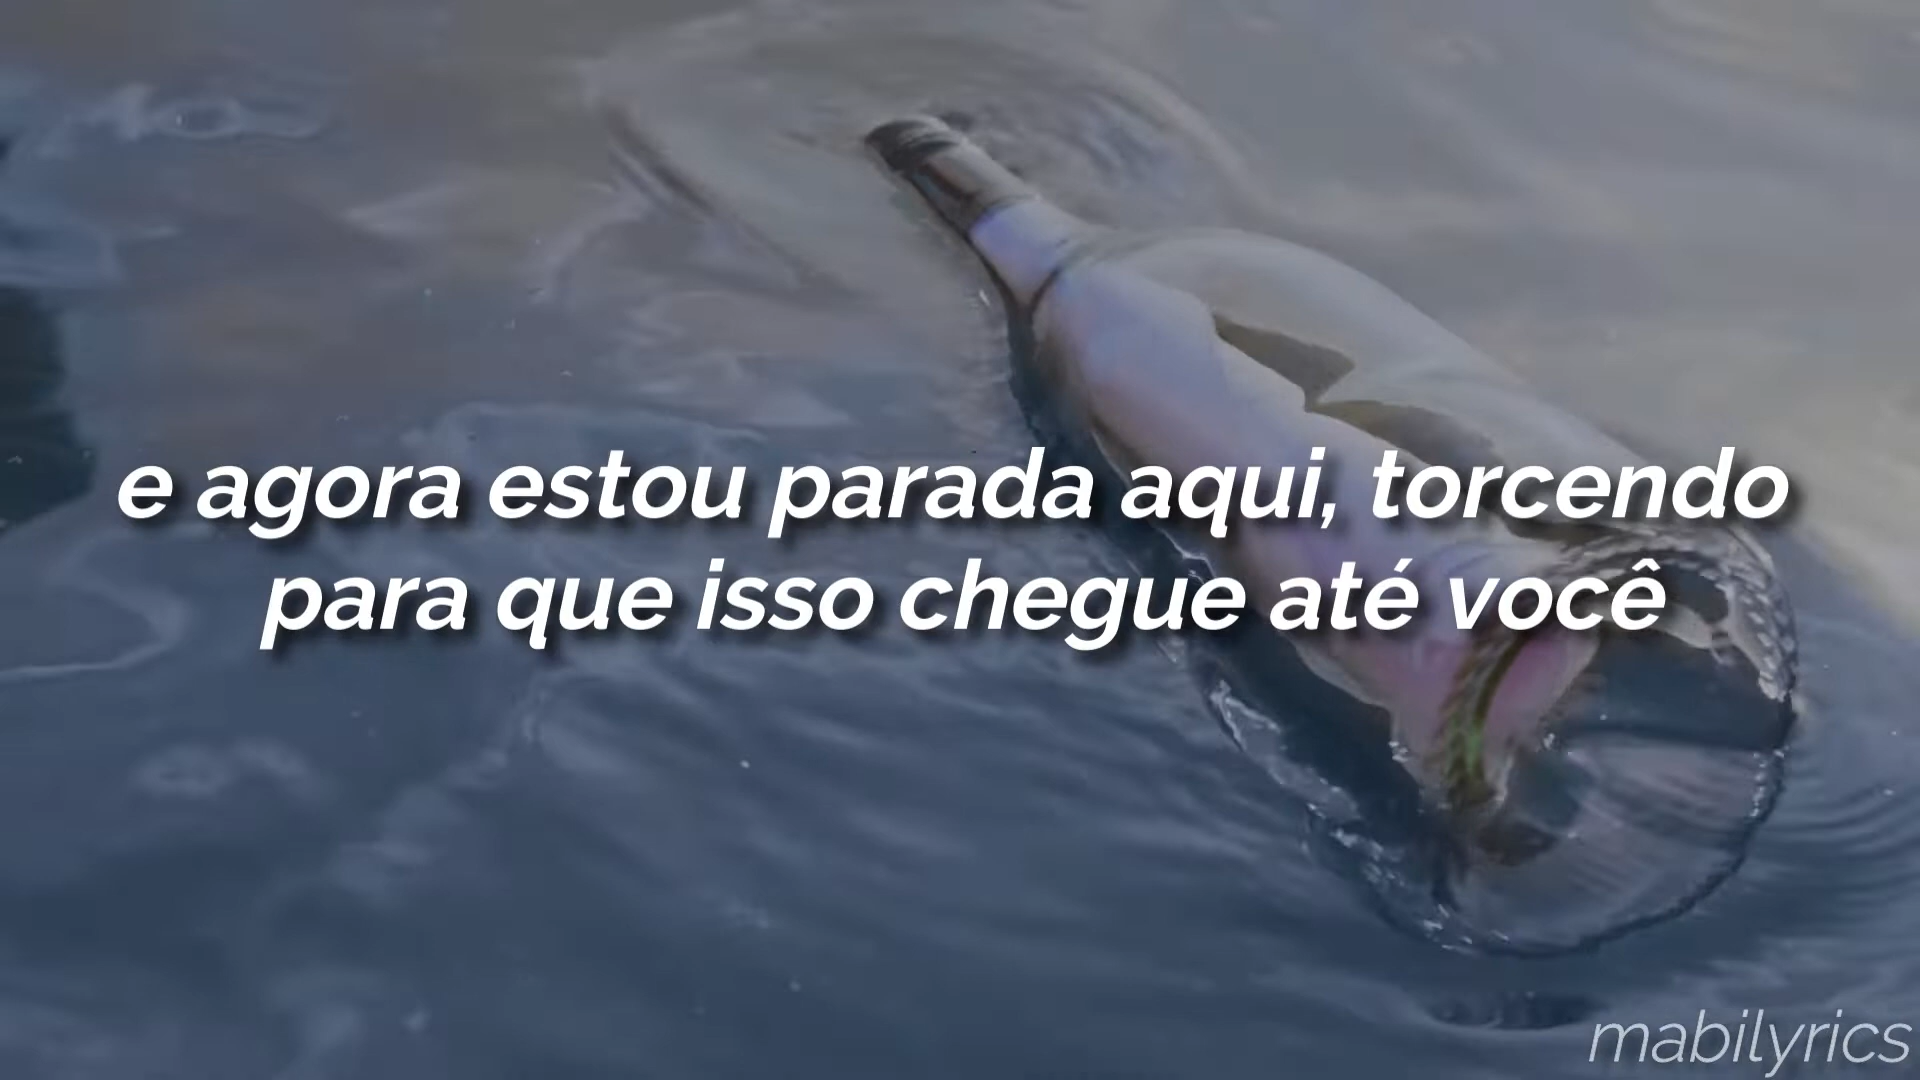 e agora estou parada aqui, torcendo
para que isso chegue até você
mabilyrics